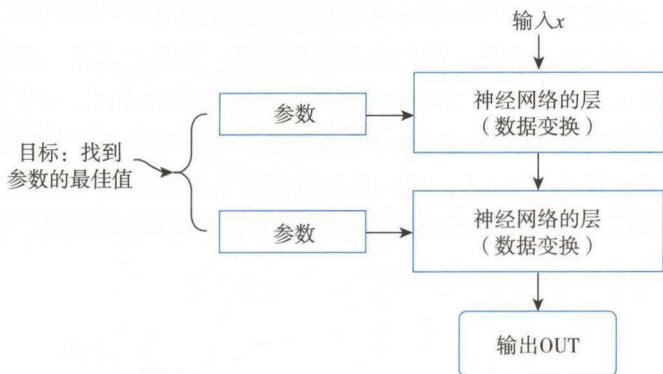 输入x
参数
神经网络的层
（数据变换）
目标：找到
参数的最佳值
参数
神经网络的层
（数据变换）
输出OUT